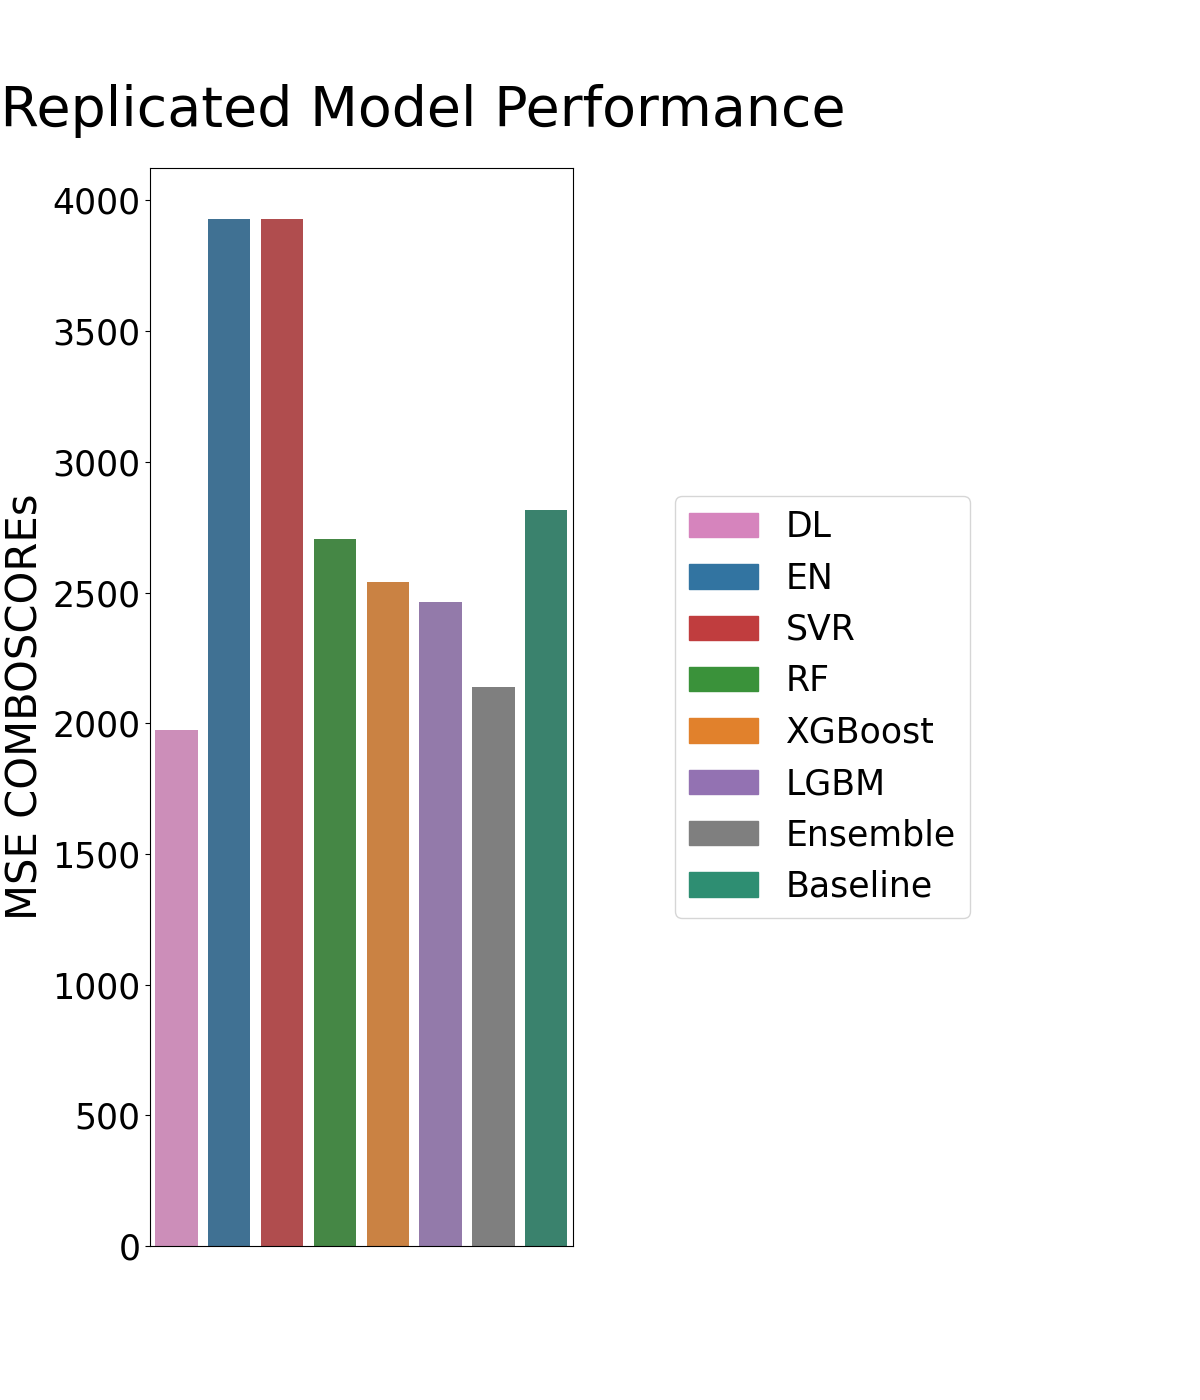 Replicated Model Performance
MSE COMBOSCOREs
4000
3500
3000
2500
2000
1500
1000
500
0
DL
EN
SVR
RF
XGBoost
LGBM
Ensemble
Baseline